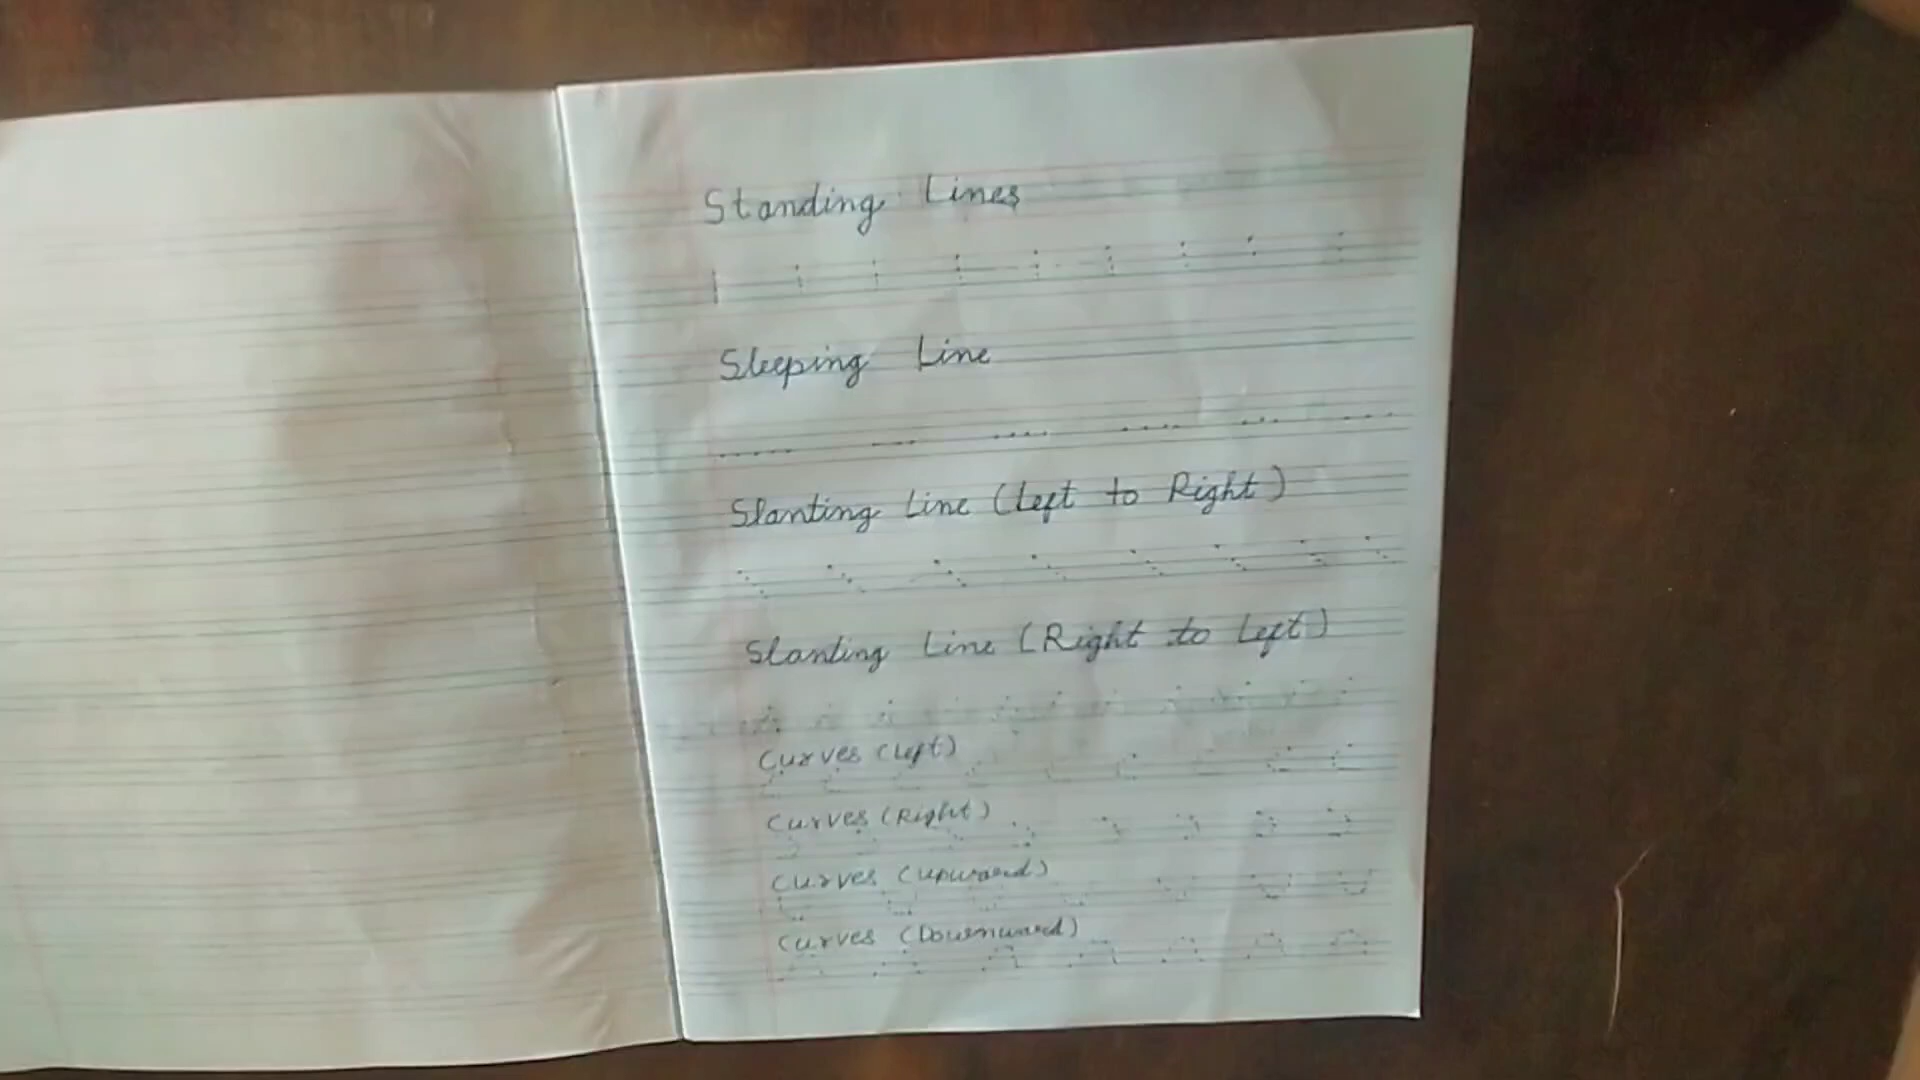 Standing Lines
Sleeping Line
Slanting Line (Left to Right)
Slanting Line (Right to Left)
Curves (Left)
Curves (Right)
Curves (Upward)
Curves (Downward)